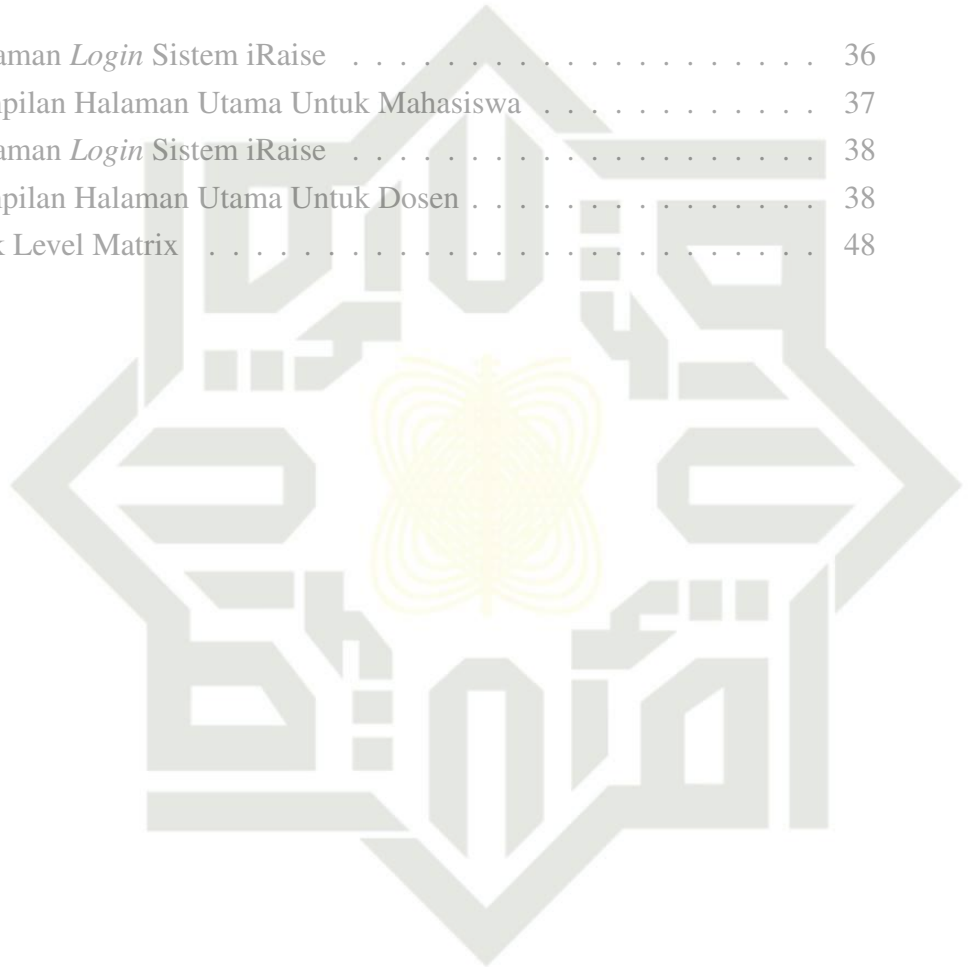 aman Login Sistem iRaise . . . . . . . . . . . . . . . . . . . . 36
pilan Halaman Utama Untuk Mahasiswa . . . . . . . . . . . . 37
aman Login Sistem iRaise . . . . . . . . . . . . . . . . . . . . 38
pilan Halaman Utama Untuk Dosen . . . . . . . . . . . . . . . 38
k Level Matrix . . . . . . . . . . . . . . . . . . . . . . . . . . 48